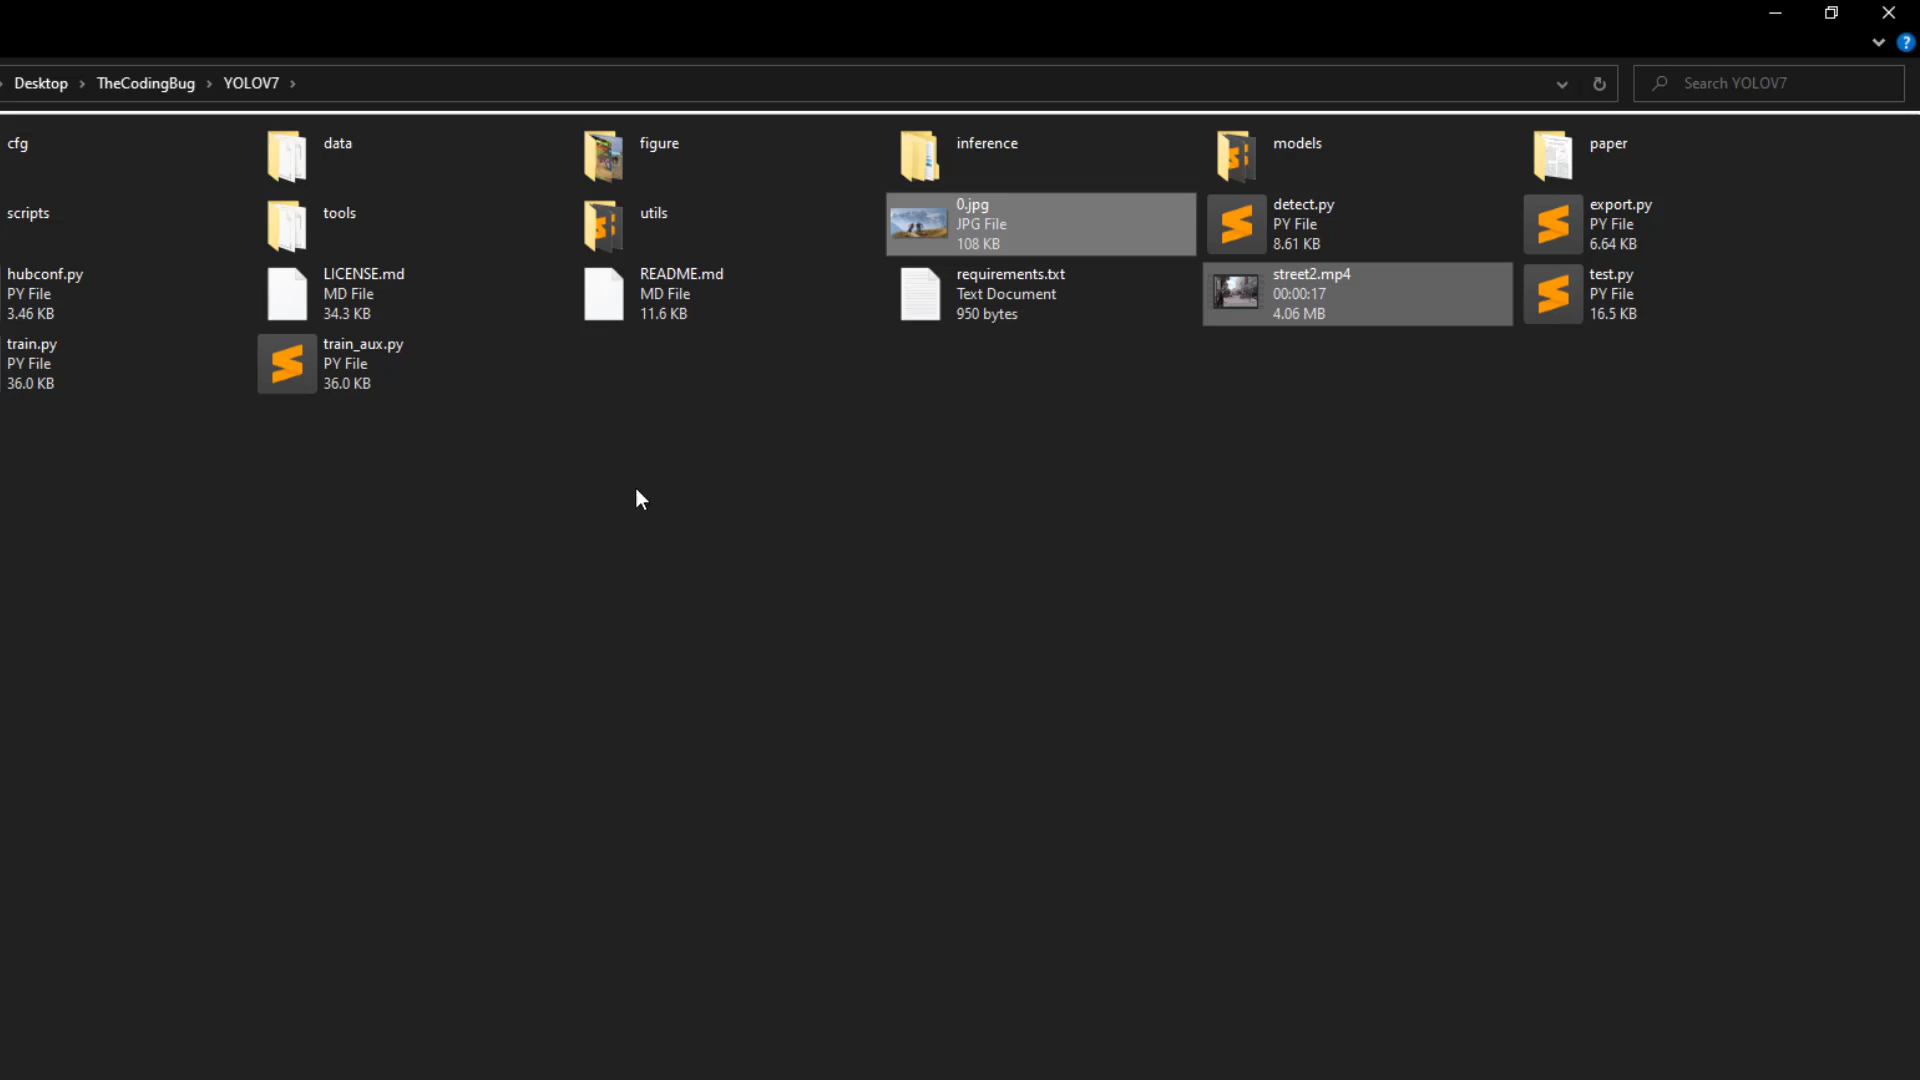 Desktop > TheCodingBug > YOLOV7 >
Search YOLOV7
cfg
data
figure
inference
models
paper
scripts
tools
utils
0.jpg
JPG File
108 KB
detect.py
PY File
8.61 KB
export.py
PY File
6.64 KB
hubconf.py
PY File
3.46 KB
LICENSE.md
MD File
34.3 KB
README.md
MD File
11.6 KB
requirements.txt
Text Document
950 bytes
street2.mp4
00:00:17
4.06 MB
test.py
PY File
16.5 KB
train.py
PY File
36.0 KB
train_aux.py
PY File
36.0 KB